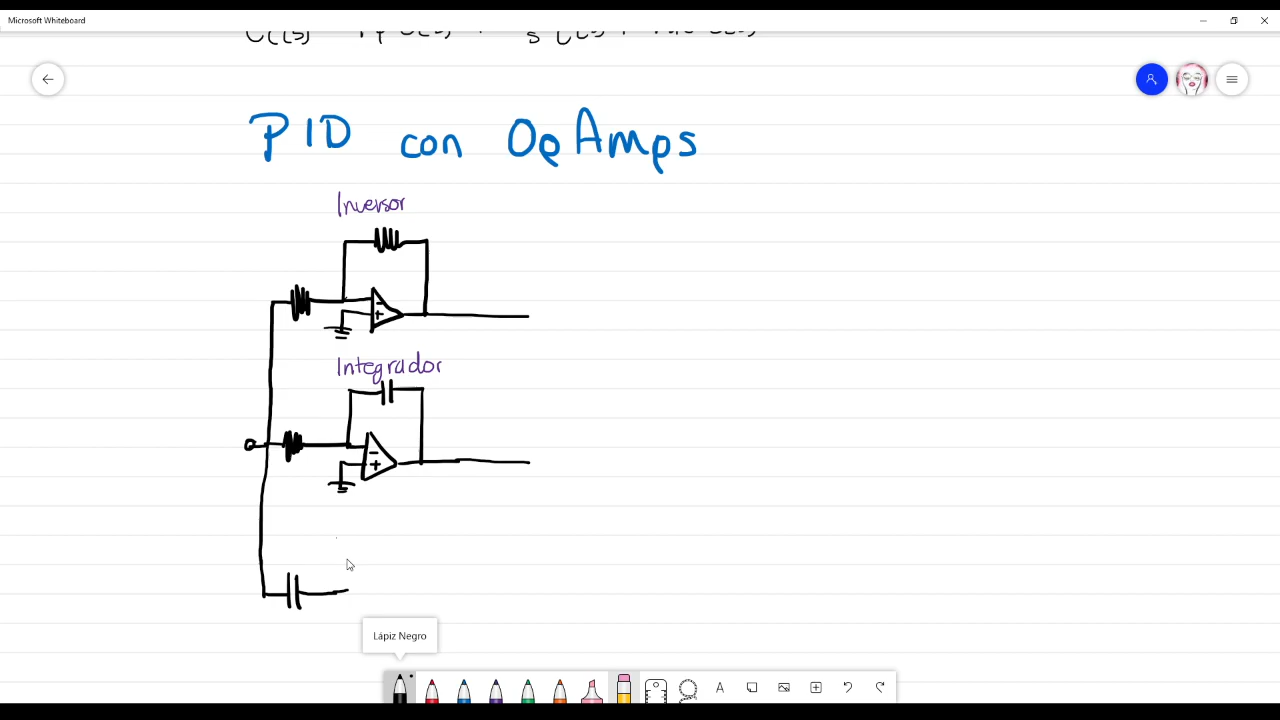 Microsoft Whiteboard
PID con OpAmps
Inversor
Integrador
Lápiz Negro
A